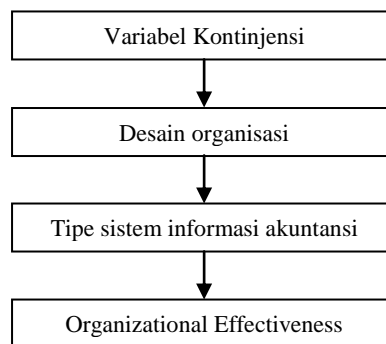 Variabel Kontinjensi
Desain organisasi
Tipe sistem informasi akuntansi
Organizational Effectiveness